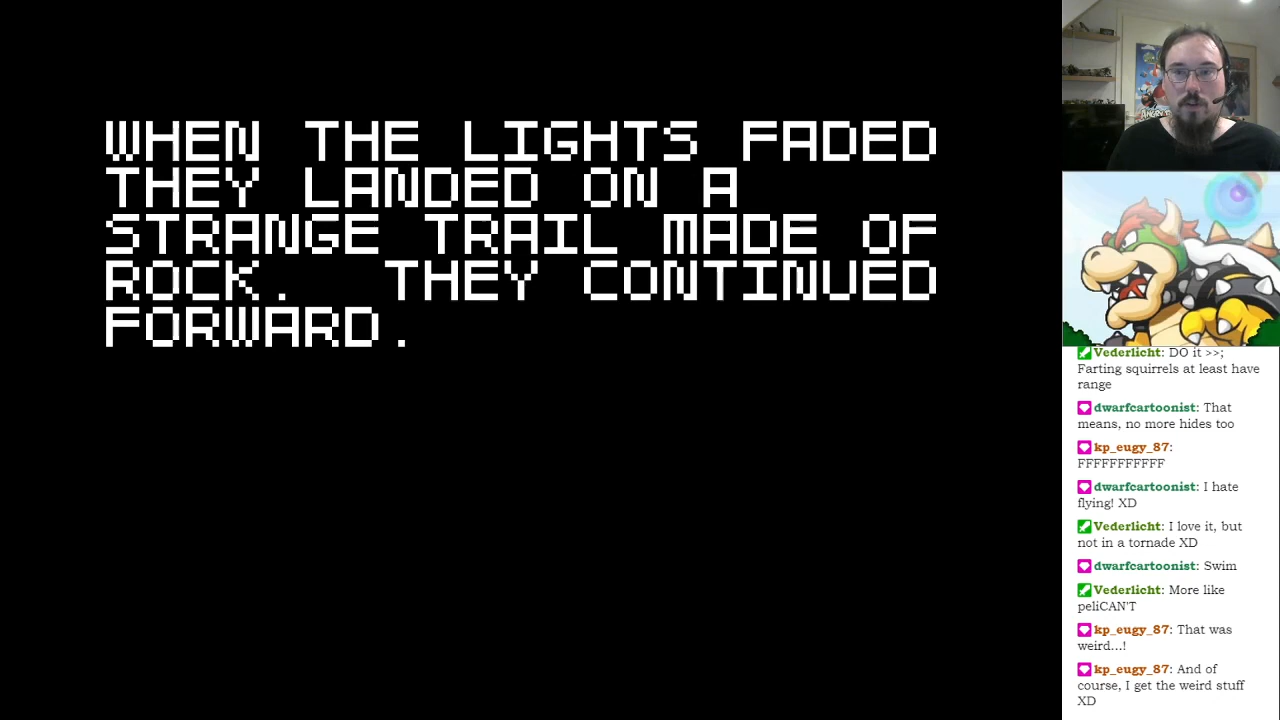 WHEN THE LIGHTS FADED
THEY LANDED ON A
STRANGE TRAIL MADE OF
ROCK. THEY CONTINUED
FORWARD.
ANGRY
Vederlicht: DO it >>;
Farting squirrels at least have
range
dwarfcartoonist: That
means, no more hides too
kp_eugy_87:
FFFFFFFFFFF
dwarfcartoonist: I hate
flying! XD
Vederlicht: I love it, but
not in a tornade XD
dwarfcartoonist: Swim
Vederlicht: More like
peliCAN'T
kp_eugy_87: That was
weird...!
kp_eugy_87: And of
course, I get the weird stuff
XD